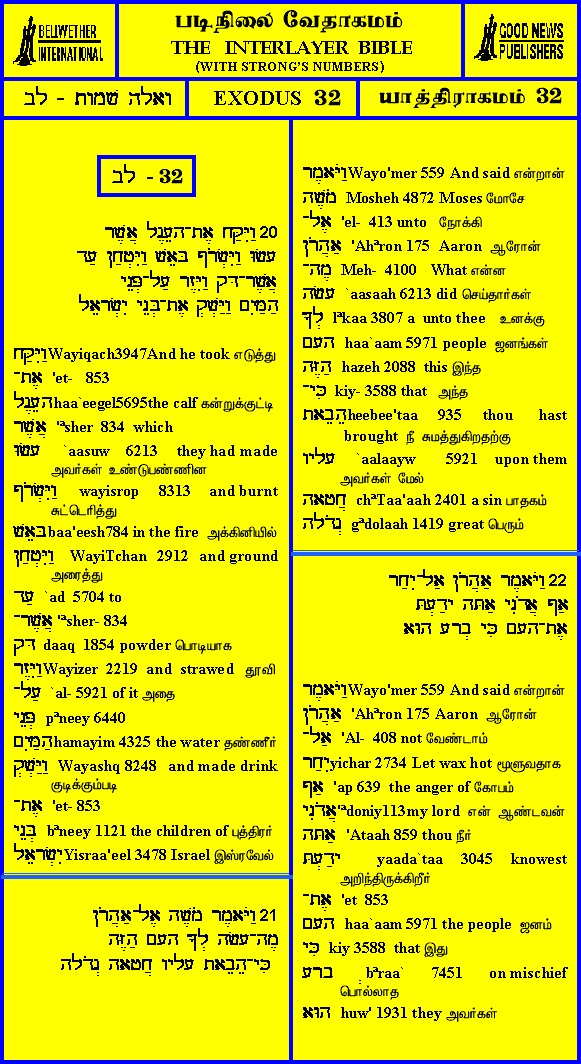 BELLWETHER
INTERNATIONAL
படிநிலை வேதாகமம்
THE INTERLAYER BIBLE
(WITH STRONG'S NUMBERS)
GOOD NEWS
PUBLISHERS
ואלה שמות - לב
EXODUS 32
யாத்திராகமம் 32
לב - 32
20 וַיִּקַּח אֶת־הָעֵגֶל אֲשֶׁר
עָשׂוּ וַיִּשְׂרֹף בָּאֵשׁ וַיִּטְחַן עַד
אֲשֶׁר־דָּק וַיִּזֶר עַל־פְּנֵי
הַמַּיִם וַיַּשְׁקְ אֶת־בְּנֵי יִשְׂרָאֵל
וַיִּקַּח Wayiqach3947And he took எடுத்து
אֶת־ 'et- 853
הָעֵגֶל haa`eegel5695the calf கன்றுக்குட்டி
אֲשֶׁר 'ªsher 834 which
עָשׂוּ `aasuw 6213 they had made
அவர்கள் உண்டுபண்ணின
וַיִּשְׂרֹף wayisrop 8313 and burnt
சுட்டெரித்து
בָּאֵשׁ baa'eesh784 in the fire அக்கினியில்
וַיִּטְחַן WayiTchan 2912 and ground
அரைத்து
עַד `ad 5704 to
אֲשֶׁר־ 'ªsher- 834
דָּק daaq 1854 powder பொடியாக
וַיִּזֶר Wayizer 2219 and strawed தூவி
עַל־ `al- 5921 of it அதை
פְּנֵי pªneey 6440
הַמַּיִם hamayim 4325 the water தண்ணீர்
וַיַּשְׁקְ Wayashq 8248 and made drink
குடிக்கும்படி
אֶת־ 'et- 853
בְּנֵי bªneey 1121 the children of புத்திரர்
יִשְׂרָאֵל Yisraa'eel 3478 Israel இஸ்ரவேல்
21 וַיֹּאמֶר מֹשֶׁה אֶל־אַהֲרֹן
מֶה־עָשָׂה לְךָ הָעָם הַזֶּה
כִּי־הֵבֵאתָ עָלָיו חֲטָאָה גְדֹלָה
וַיֹּאמֶר Wayo'mer 559 And said என்றான்
מֹשֶׁה Mosheh 4872 Moses மோசே
אֶל־ 'el- 413 unto நோக்கி
אַהֲרֹן 'Ahªron 175 Aaron ஆரோன்
מֶה־ Meh- 4100 What என்ன
עָשָׂה `aasaah 6213 did செய்தார்கள்
לְךָ lªkaa 3807 a unto thee உனக்கு
הָעָם haa`aam 5971 people ஜனங்கள்
הַזֶּה hazeh 2088 this இந்த
כִּי־ kiy- 3588 that அந்த
הֵבֵאתָ heebee'taa 935 thou hast
brought நீ சுமத்துகிறதற்கு
עָלָיו `aalaayw 5921 upon them
அவர்கள் மேல்
חֲטָאָה chªTaa'aah 2401 a sin பாதகம்
גְדֹלָה gªdolaah 1419 great பெரும்
22 וַיֹּאמֶר אַהֲרֹן אַל־יִחַר
אַף אֲדֹנִי אַתָּה יָדַעְתָּ
אֶת־הָעָם כִּי בְרָע הוּא
וַיֹּאמֶר Wayo'mer 559 And said என்றான்
אַהֲרֹן 'Ahªron 175 Aaron ஆரோன்
אַל־ 'Al- 408 not வேண்டாம்
יִחַר yichar 2734 Let wax hot மூளுவதாக
אַף 'ap 639 the anger of கோபம்
אֲדֹנִי 'ªdoniy113my lord என் ஆண்டவன்
אַתָּה 'Ataah 859 thou நீர்
יָדַעְתָּ yaada`taa 3045 knowest
அறிந்திருக்கிறீர்
אֶת־ 'et 853
הָעָם haa`aam 5971 the people ஜனம்
כִּי kiy 3588 that இது
בְרָע bªraa` 7451 on mischief
பொல்லாத
הוּא huw' 1931 they அவர்கள்